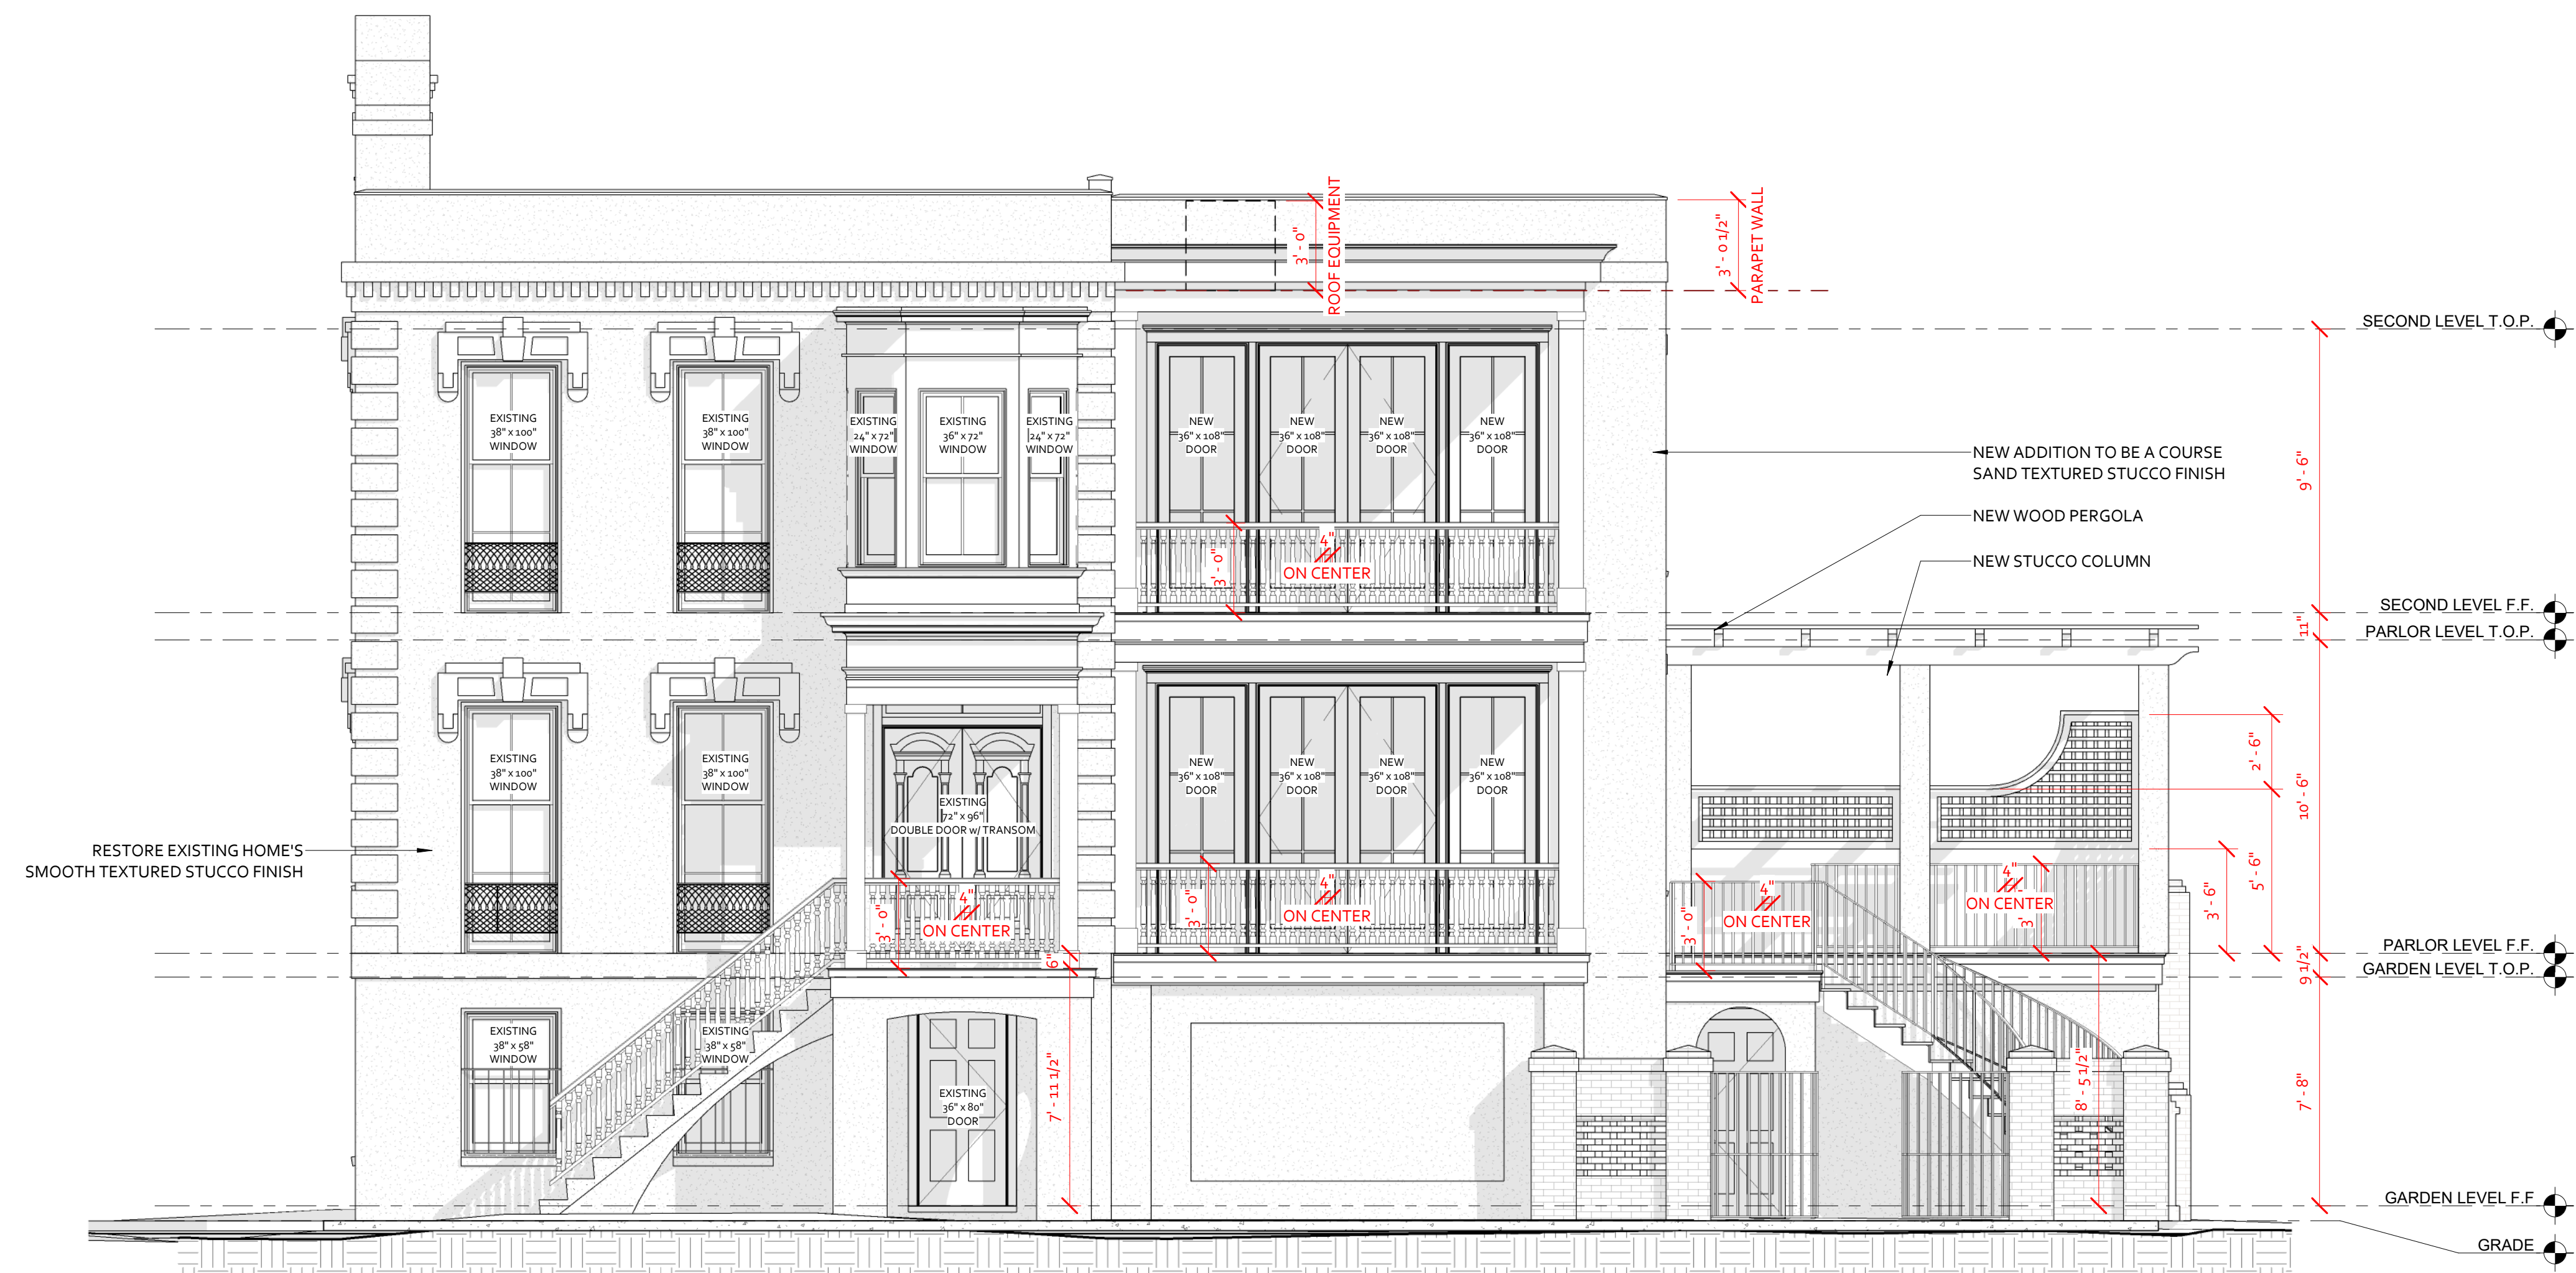 3' - 0"
ROOF EQUIPMENT
3' - 0 1/2"
PARAPET WALL
SECOND LEVEL T.O.P.
EXISTING
38" x 100"
WINDOW
EXISTING
38" x 100"
WINDOW
EXISTING
24" x 72"
WINDOW
EXISTING
36" x 72"
WINDOW
EXISTING
24" x 72"
WINDOW
NEW
36" x 108"
DOOR
NEW
36" x 108"
DOOR
NEW
36" x 108"
DOOR
NEW
36" x 108"
DOOR
NEW ADDITION TO BE A COURSE
SAND TEXTURED STUCCO FINISH
9' - 6"
NEW WOOD PERGOLA
NEW STUCCO COLUMN
3' - 0"
4"
ON CENTER
SECOND LEVEL F.F.
11"
PARLOR LEVEL T.O.P.
EXISTING
38" x 100"
WINDOW
EXISTING
38" x 100"
WINDOW
EXISTING
72" x 96"
DOUBLE DOOR w/ TRANSOM
NEW
36" x 108"
DOOR
NEW
36" x 108"
DOOR
NEW
36" x 108"
DOOR
NEW
36" x 108"
DOOR
2' - 6"
10' - 6"
RESTORE EXISTING HOME'S
SMOOTH TEXTURED STUCCO FINISH
3' - 0"
4"
ON CENTER
6"
3' - 0"
4"
ON CENTER
3' - 0"
4"
ON CENTER
4"
ON CENTER
3'
3' - 6"
5' - 6"
PARLOR LEVEL F.F.
9 1/2"
GARDEN LEVEL T.O.P.
EXISTING
38" x 58"
WINDOW
EXISTING
38" x 58"
WINDOW
EXISTING
36" x 80"
DOOR
7' - 11 1/2"
8' - 5 1/2"
7' - 8"
GARDEN LEVEL F.F
GRADE